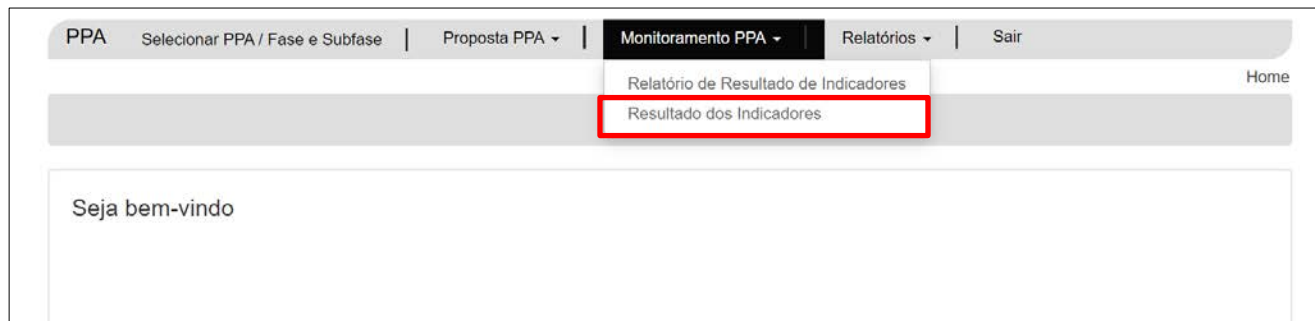 PPA Selecionar PPA / Fase e Subfase | Proposta PPA | Monitoramento PPA | Relatórios | Sair
Home
Relatório de Resultado de Indicadores
Resultado dos Indicadores
Seja bem-vindo